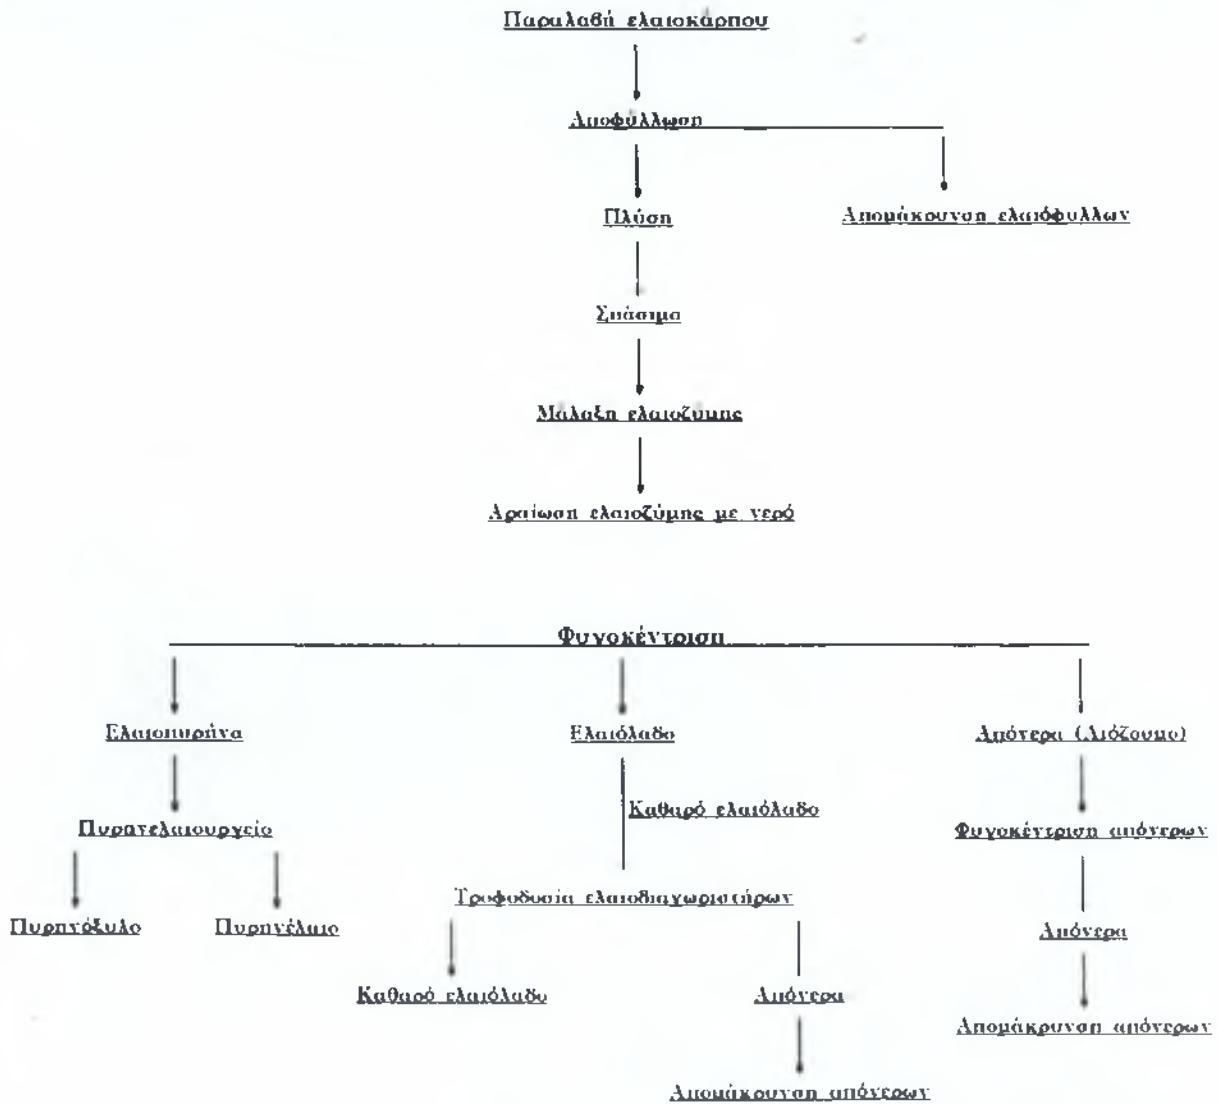 Παραλαβή ελαιοκάρπου
Αποφύλλωση
Πλύση
Απομάκρυνση ελαιόφυλλων
Σπάσιμο
Μάλαξη ελαιοζύμης
Αραίωση ελαιοζύμης με νερό
Φυγοκέντριση
Ελαιοπυρήνα
Ελαιόλαδο
Απόνερα (Λιόζουμο)
Καθαρό ελαιόλαδο
Πυρηνελαιουργείο
Φυγοκέντριση απόνερων
Τροφοδοσία ελαιοδιαχωριστήρων
Πυρηνόξυλο
Πυρηνέλαιο
Απόνερα
Καθαρό ελαιόλαδο
Απόνερα
Απομάκρυνση απόνερων
Απομάκρυνση απόνερων